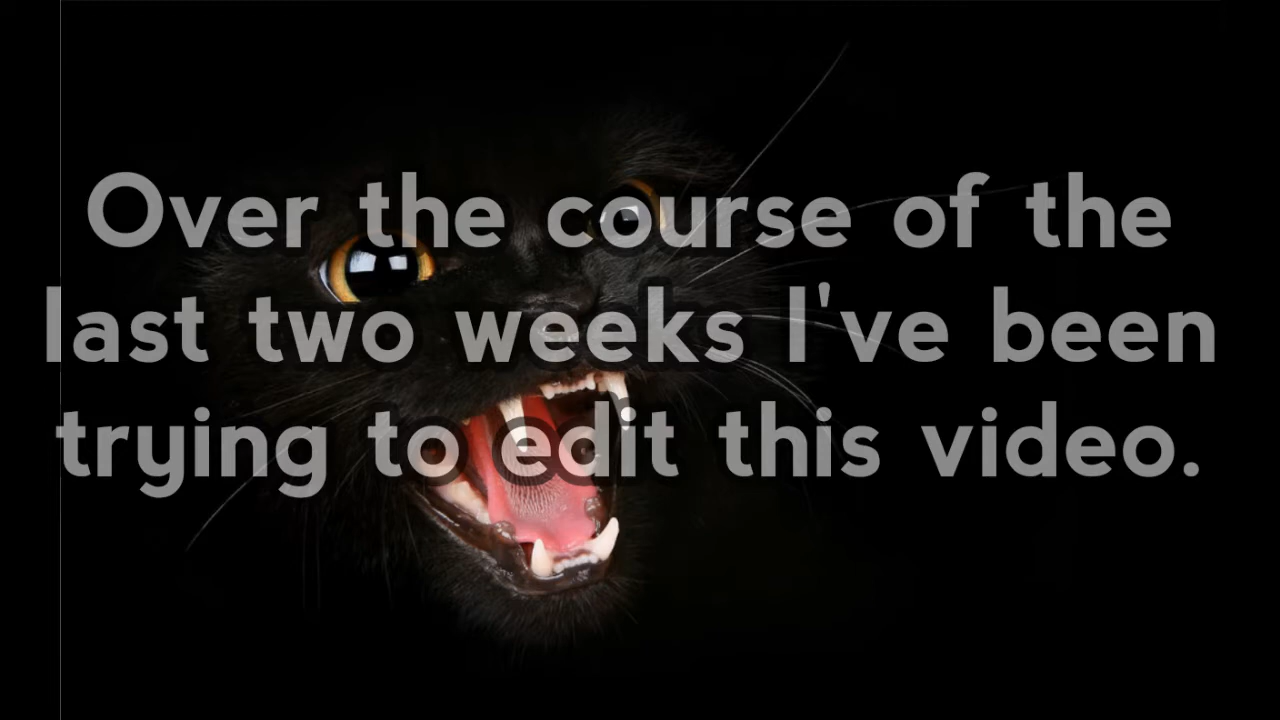 Over the course of the
last two weeks I've been
trying to edit this video.